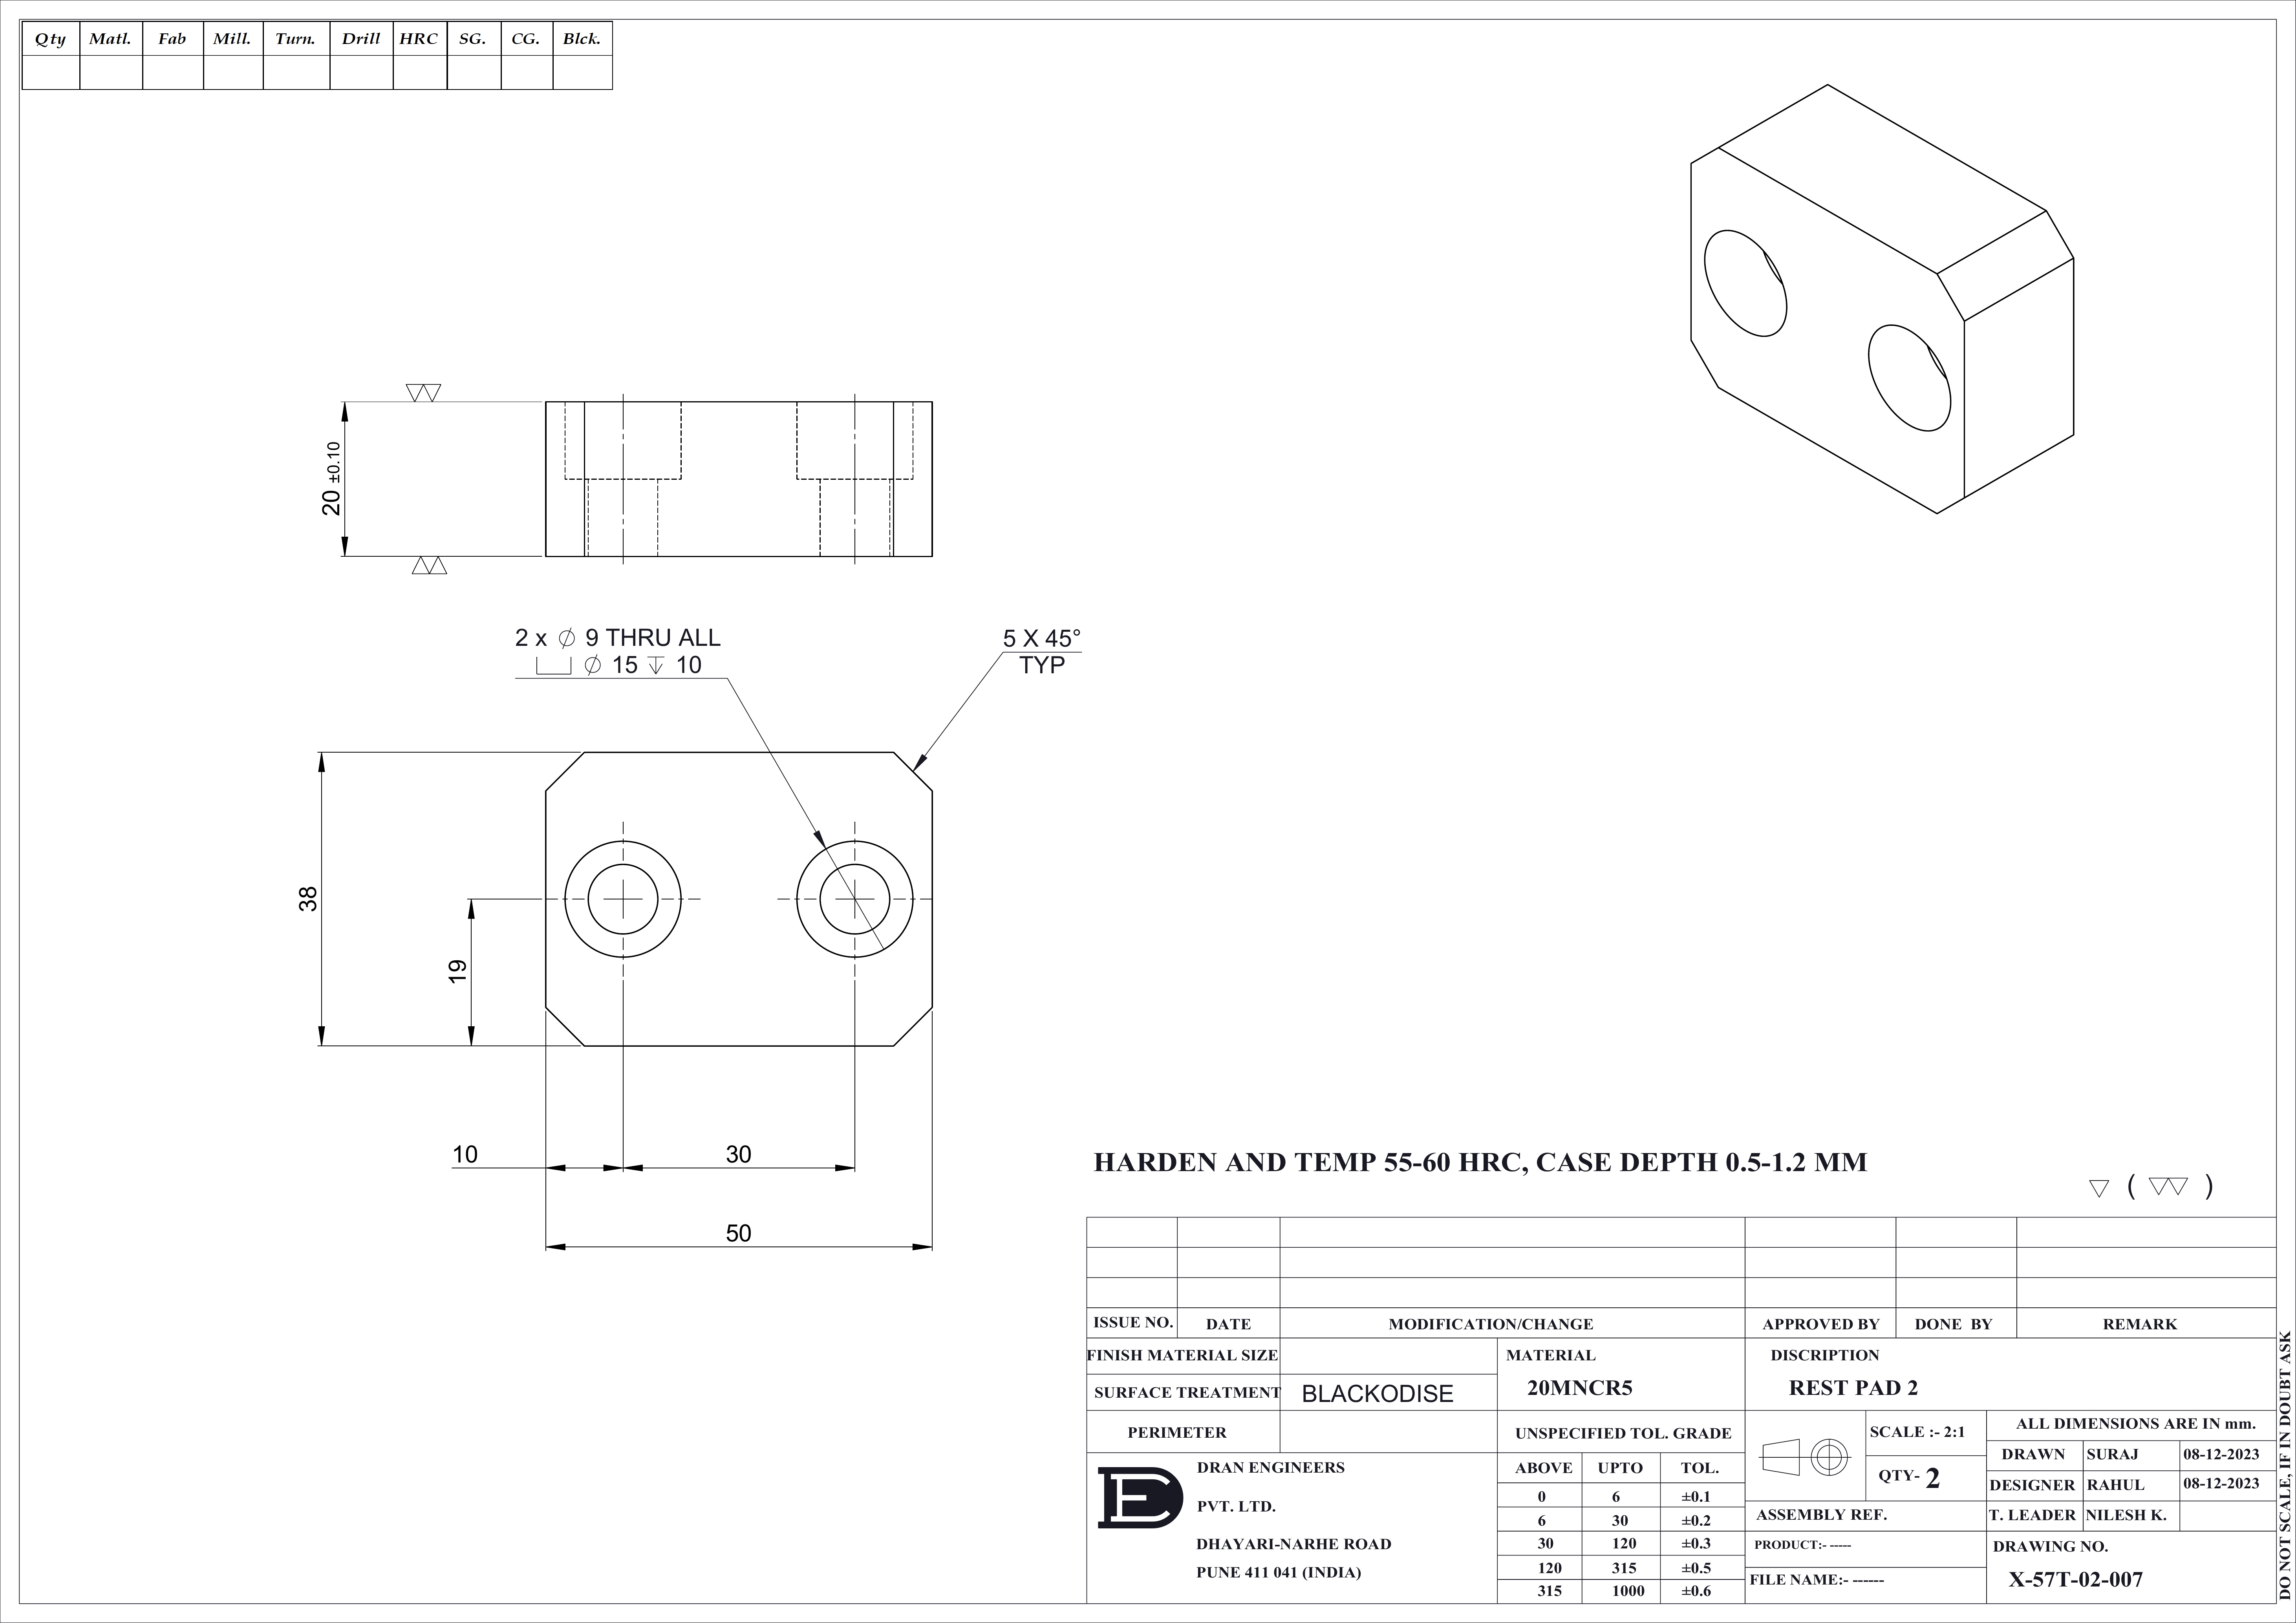 Qty Matl. Fab Mill. Turn. Drill HRC SG. CG. Blck.
20 ±0.10
2 x ⌀ 9 THRU ALL
⌴ ⌀ 15 ↧ 10
5 X 45°
TYP
38
19
10
30
50
HARDEN AND TEMP 55-60 HRC, CASE DEPTH 0.5-1.2 MM
( )
ISSUE NO. DATE MODIFICATION/CHANGE APPROVED BY DONE BY REMARK
FINISH MATERIAL SIZE
SURFACE TREATMENT BLACKODISE
PERIMETER
MATERIAL
20MNCR5
DISCRIPTION
REST PAD 2
DRAN ENGINEERS
PVT. LTD.
DHAYARI-NARHE ROAD
PUNE 411 041 (INDIA)
UNSPECIFIED TOL. GRADE
ABOVE UPTO TOL.
0 6 ±0.1
6 30 ±0.2
30 120 ±0.3
120 315 ±0.5
315 1000 ±0.6
SCALE :- 2:1
QTY- 2
ASSEMBLY REF.
PRODUCT:- -----
FILE NAME:- ------
ALL DIMENSIONS ARE IN mm.
DRAWN SURAJ 08-12-2023
DESIGNER RAHUL 08-12-2023
T. LEADER NILESH K.
DRAWING NO.
X-57T-02-007
DO NOT SCALE, IF IN DOUBT ASK